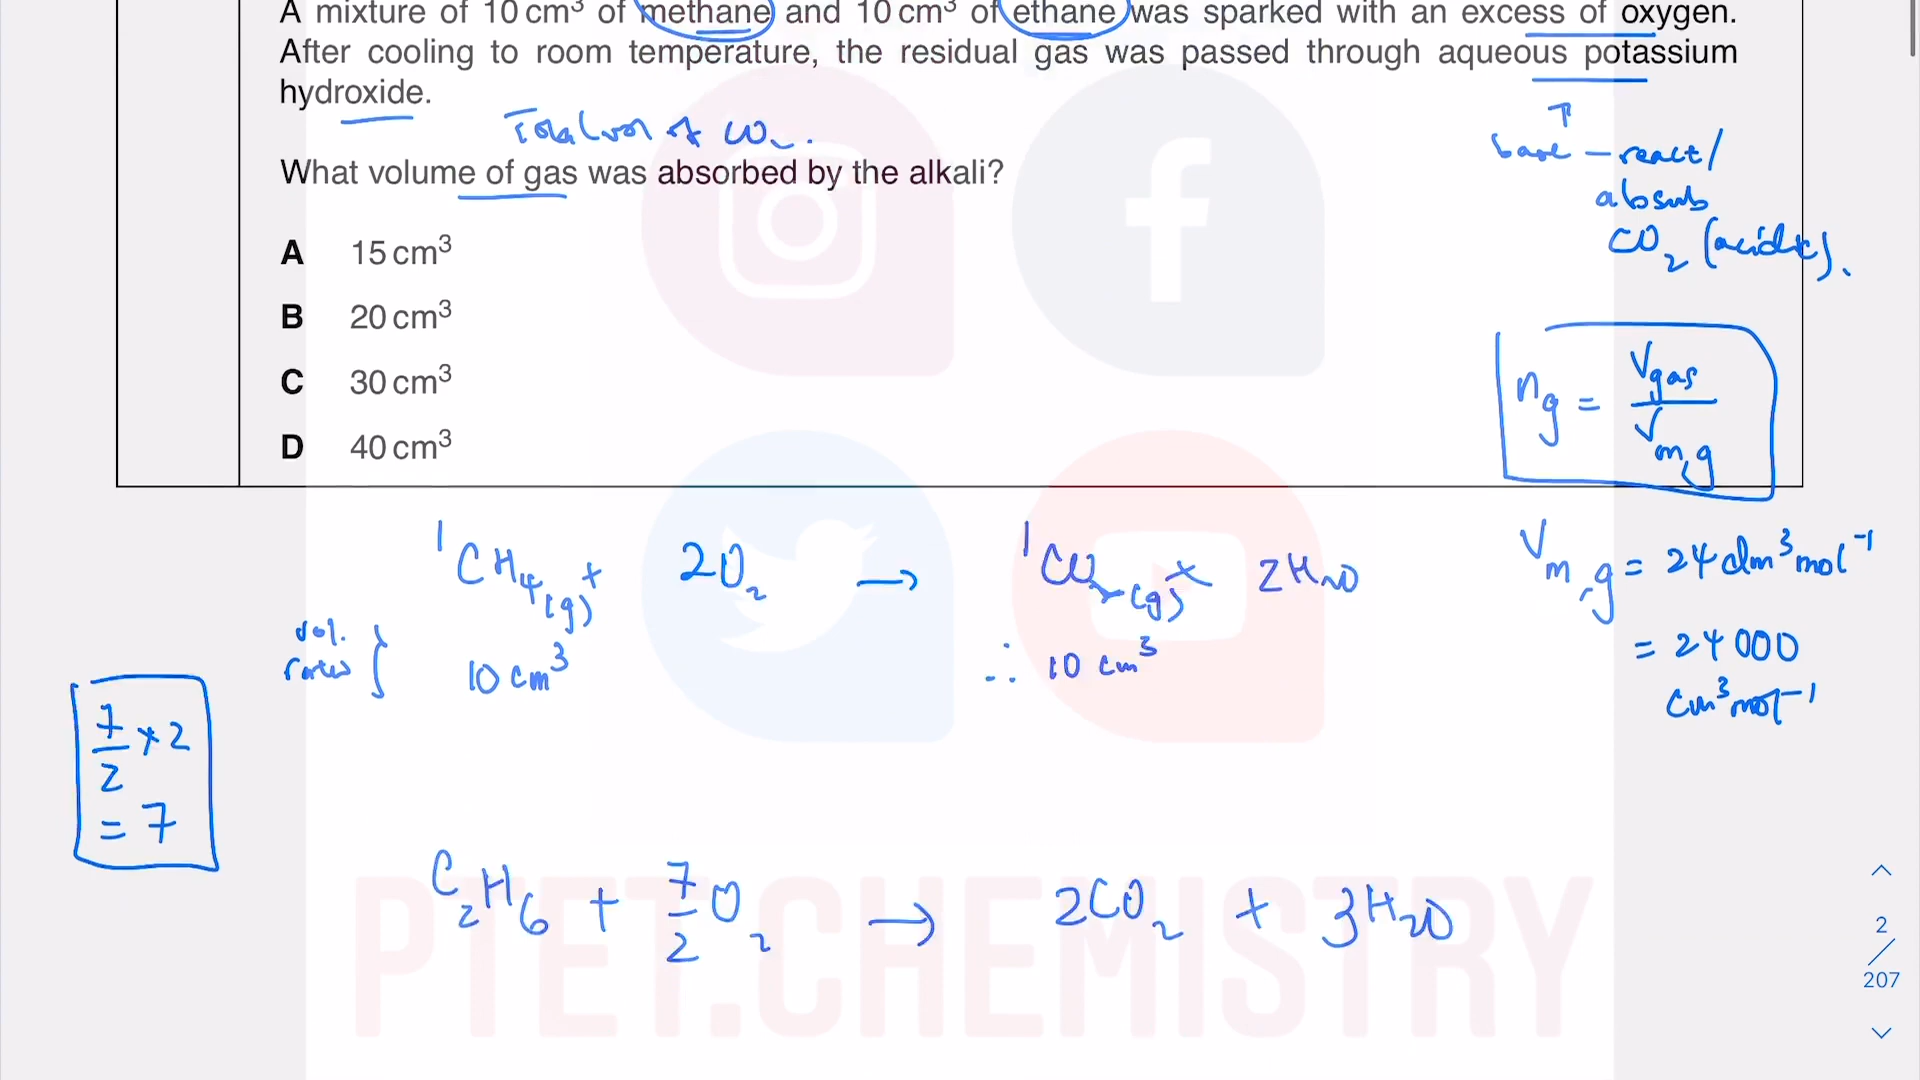 A mixture of 10 cm³ of methane and 10 cm³ of ethane was sparked with an excess of oxygen.
After cooling to room temperature, the residual gas was passed through aqueous potassium
hydroxide.
Total vol of CO₂.
What volume of gas was absorbed by the alkali?
↑
base – react/
absorb
CO₂ (acidic).
A 15 cm³
B 20 cm³
C 30 cm³
D 40 cm³
n_g = V_gas / V_m,g
1 CH₄(g) + 2O₂ → 1 CO₂(g) + 2H₂O
V_m,g = 24 dm³ mol⁻¹
= 24 000
cm³ mol⁻¹
vol.
ratio } 10 cm³ ∴ 10 cm³
7/2 × 2
= 7
C₂H₆ + 7/2 O₂ → 2CO₂ + 3H₂O
PTET.CHEMISTRY
2
/
207